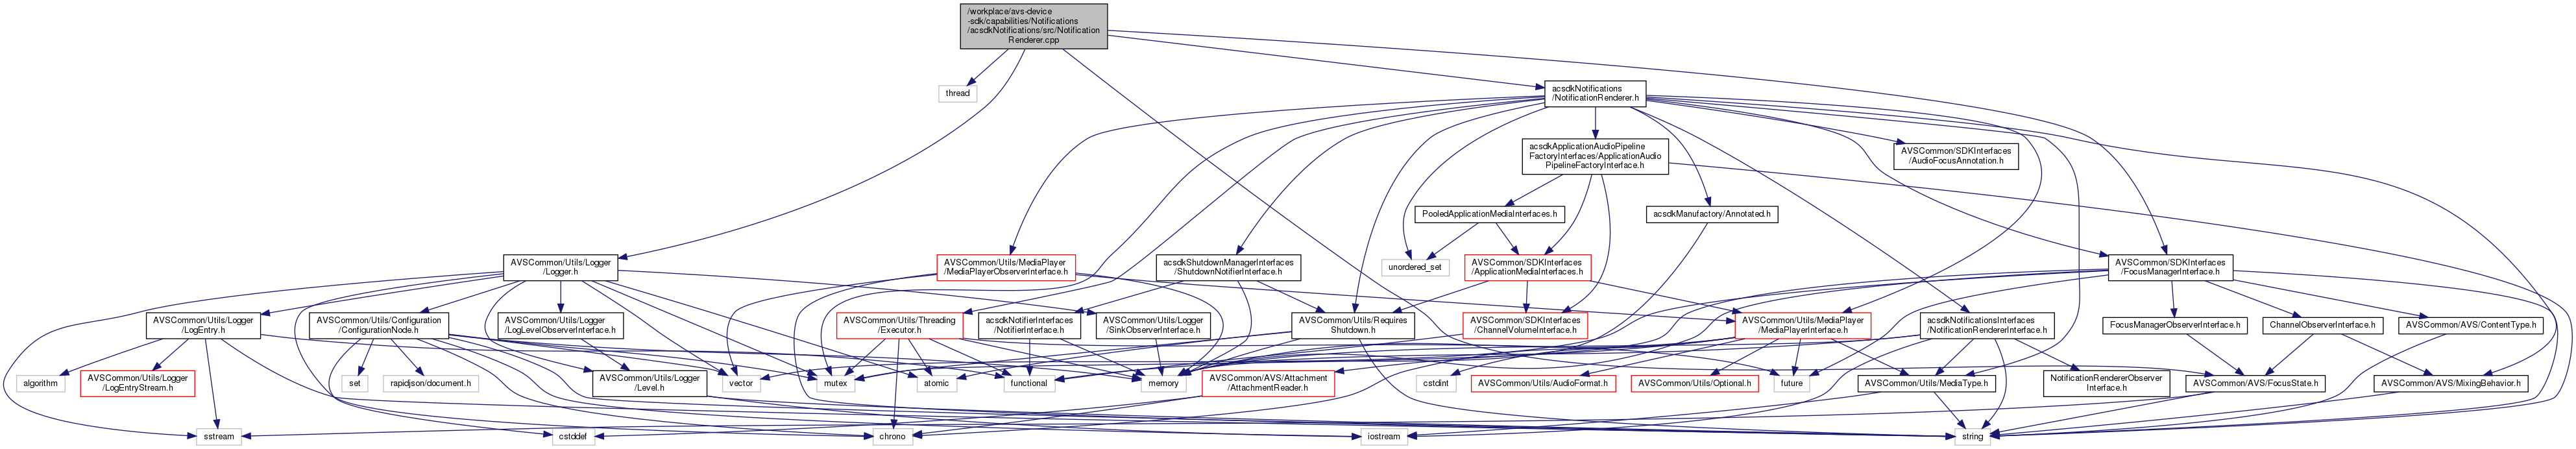 /workplace/avs-device
-sdk/capabilities/Notifications
/acsdkNotifications/src/Notification
Renderer.cpp
thread
acsdkNotifications
/NotificationRenderer.h
acsdkApplicationAudioPipeline
FactoryInterfaces/ApplicationAudio
PipelineFactoryInterface.h
AVSCommon/SDKInterfaces
/AudioFocusAnnotation.h
PooledApplicationMediaInterfaces.h
acsdkManufactory/Annotated.h
AVSCommon/Utils/Logger
/Logger.h
AVSCommon/Utils/MediaPlayer
/MediaPlayerObserverInterface.h
acsdkShutdownManagerInterfaces
/ShutdownNotifierInterface.h
unordered_set
AVSCommon/SDKInterfaces
/ApplicationMediaInterfaces.h
AVSCommon/SDKInterfaces
/FocusManagerInterface.h
AVSCommon/Utils/Logger
/LogEntry.h
AVSCommon/Utils/Configuration
/ConfigurationNode.h
AVSCommon/Utils/Logger
/LogLevelObserverInterface.h
AVSCommon/Utils/Threading
/Executor.h
acsdkNotifierInterfaces
/NotifierInterface.h
AVSCommon/Utils/Logger
/SinkObserverInterface.h
AVSCommon/Utils/Requires
Shutdown.h
AVSCommon/SDKInterfaces
/ChannelVolumeInterface.h
AVSCommon/Utils/MediaPlayer
/MediaPlayerInterface.h
acsdkNotificationsInterfaces
/NotificationRendererInterface.h
FocusManagerObserverInterface.h
ChannelObserverInterface.h
AVSCommon/AVS/ContentType.h
algorithm
AVSCommon/Utils/Logger
/LogEntryStream.h
set
rapidjson/document.h
AVSCommon/Utils/Logger
/Level.h
vector
mutex
atomic
functional
memory
AVSCommon/AVS/Attachment
/AttachmentReader.h
cstdint
AVSCommon/Utils/AudioFormat.h
AVSCommon/Utils/Optional.h
future
AVSCommon/Utils/MediaType.h
NotificationRendererObserver
Interface.h
AVSCommon/AVS/FocusState.h
AVSCommon/AVS/MixingBehavior.h
sstream
cstddef
chrono
iostream
string